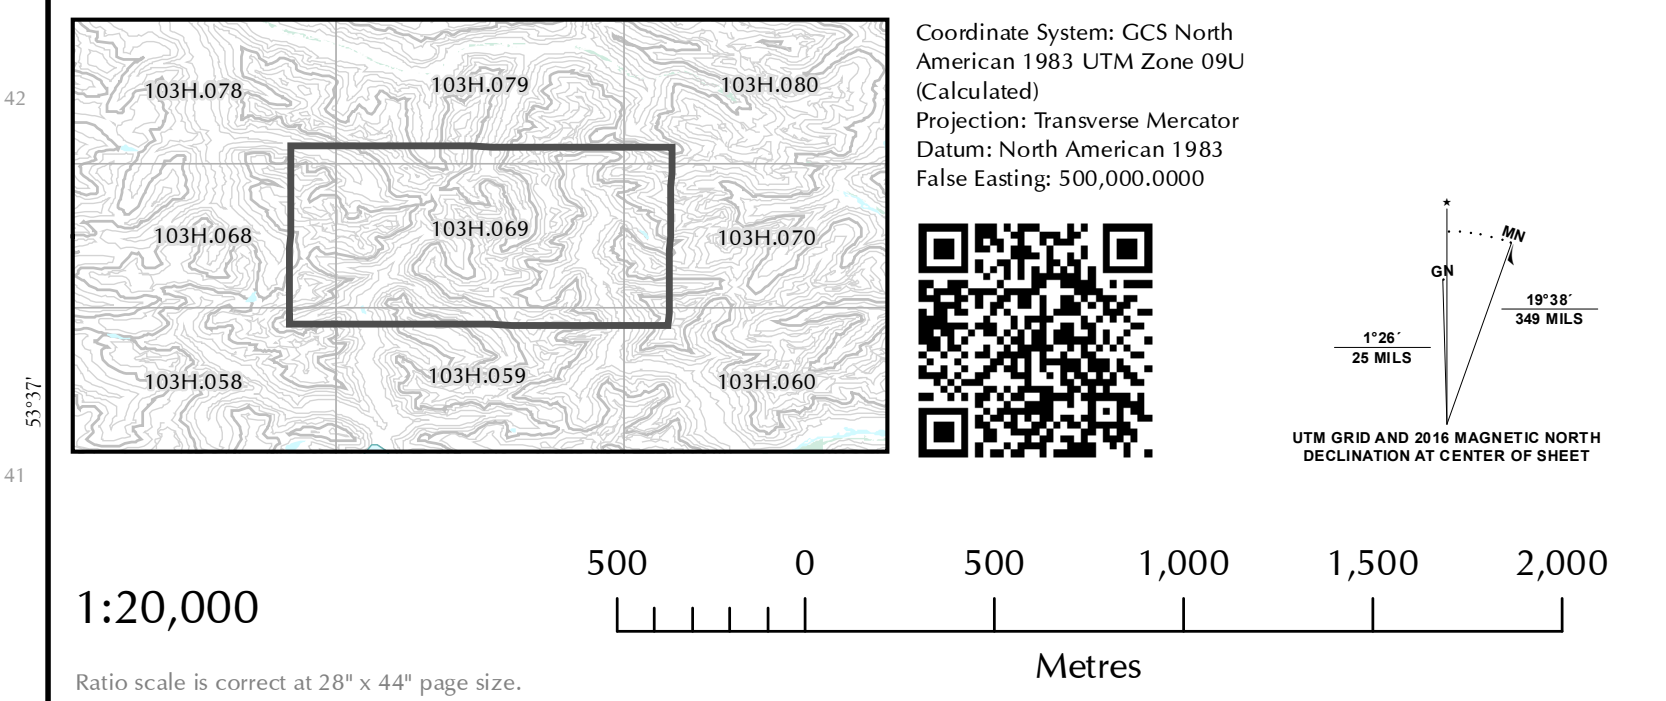 42
41
53°37'
103H.078
103H.079
103H.080
103H.068
103H.069
103H.070
103H.058
103H.059
103H.060
Coordinate System: GCS North
American 1983 UTM Zone 09U
(Calculated)
Projection: Transverse Mercator
Datum: North American 1983
False Easting: 500,000.0000
MN
GN
19°38´
349 MILS
1°26´
25 MILS
UTM GRID AND 2016 MAGNETIC NORTH
DECLINATION AT CENTER OF SHEET
500 0 500 1,000 1,500 2,000
1:20,000
Metres
Ratio scale is correct at 28" x 44" page size.